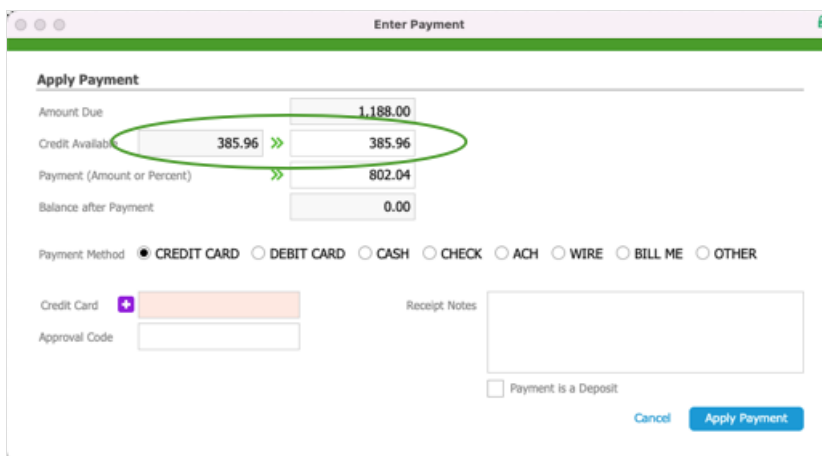 Enter Payment
Apply Payment
Amount Due 1,188.00
Credit Available 385.96 385.96
Payment (Amount or Percent) 802.04
Balance after Payment 0.00
Payment Method CREDIT CARD DEBIT CARD CASH CHECK ACH WIRE BILL ME OTHER
Credit Card Receipt Notes
Approval Code
Payment is a Deposit
Cancel Apply Payment